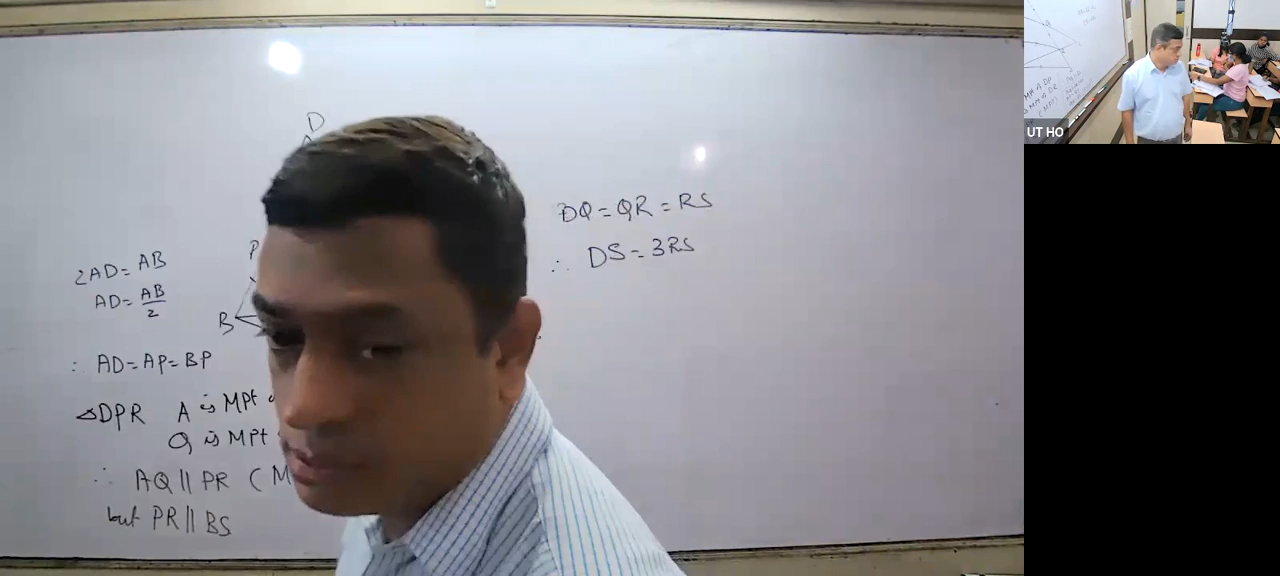 D
P
B
2AD = AB
AD = AB/2
∴ AD = AP = BP
△DPR A is MPt
Q is MPt
∴ AQ || PR (M
but PR || BS
DQ = QR = RS
∴ DS = 3RS
UT HO